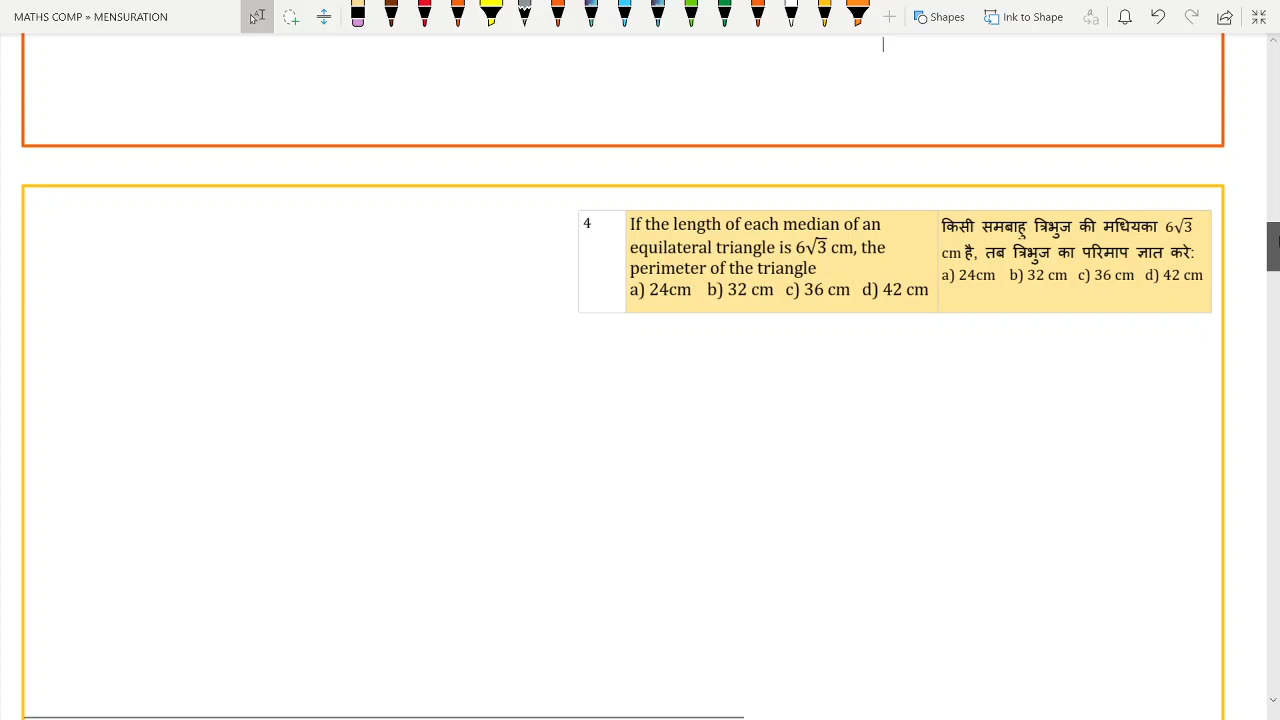 MATHS COMP » MENSURATION
Shapes
Ink to Shape
4
If the length of each median of an
equilateral triangle is 6√3 cm, the
perimeter of the triangle
a) 24cm b) 32 cm c) 36 cm d) 42 cm
किसी समबाहु त्रिभुज की मधियका 6√3
cm है, तब त्रिभुज का परिमाप ज्ञात करे:
a) 24cm b) 32 cm c) 36 cm d) 42 cm